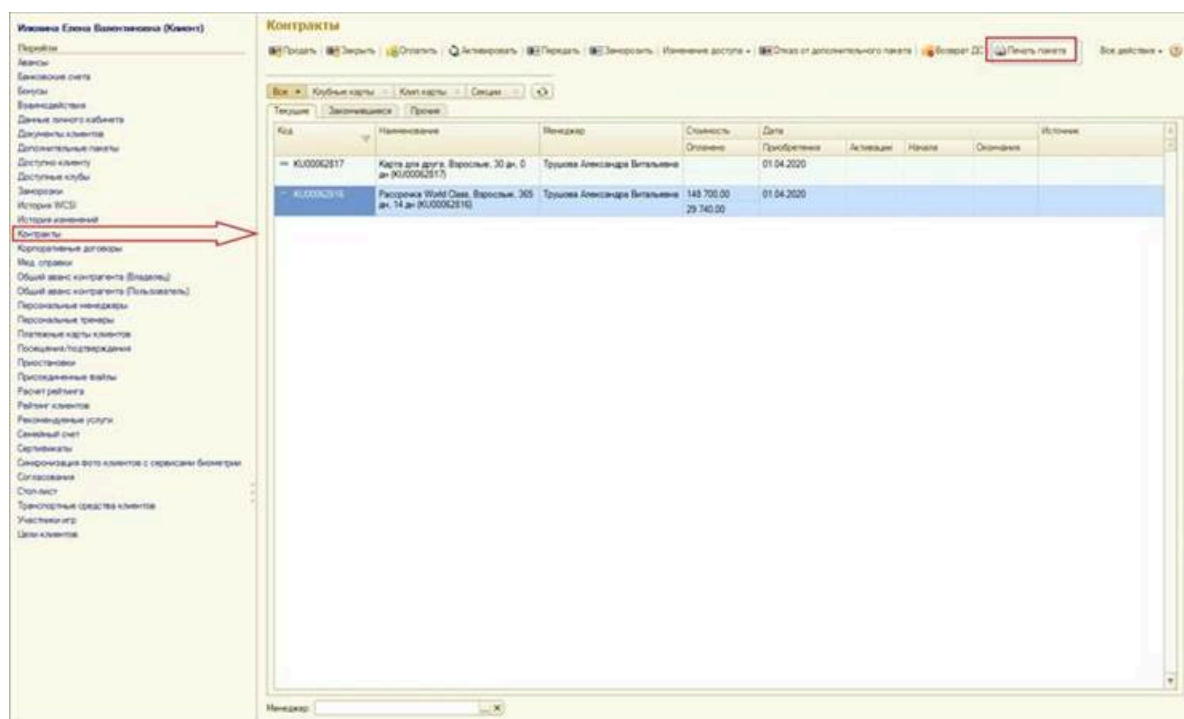 Елена Валентиновна (Клиент)
Перейти
Авансы
Банковские счета
Бонусы
Взаимодействия
Данные личного кабинета
Документы клиентов
Дополнительные пакеты
Доступно клиенту
Доступные клубы
Заморозки
История WCSI
История изменений
Контракты
Корпоративные договоры
Мед. справки
Общий аванс контрагента (Владелец)
Общий аванс контрагента (Пользователь)
Персональные менеджеры
Персональные тренеры
Платежные карты клиентов
Посещения/подтверждения
Приостановки
Присоединенные файлы
Расчет рейтинга
Рейтинг клиентов
Рекомендуемые услуги
Семейный счет
Сертификаты
Синхронизация фото клиентов с сервисами биометрии
Согласования
Стоп-лист
Транспортные средства клиентов
Участники игр
Цели клиентов
Контракты
Продать Закрыть Оплатить Активировать Передать Заморозить Изменение доступа Отказ от дополнительного пакета Возврат ДС Печать пакета Все действия
Все Клубные карты Клип карты Секции
Текущие Закончившиеся Прочие
Код Наименование Менеджер Стоимость Дата Источник
Оплачено Приобретения Активации Начала Окончания
KU00062817 Карта для друга, Взрослые, 30 дн, 0 Трушова Александра Витальевна 01.04.2020
дн (KU00062817)
KU00062816 Рассрочка World Class, Взрослые, 365 Трушова Александра Витальевна 148 700.00 01.04.2020
дн, 14 дн (KU00062816) 29 740.00
Менеджер: